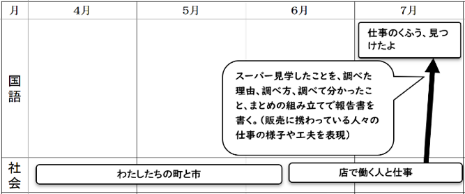 月 4月 5月 6月 7月
国語
仕事のくふう、見つ
けたよ
スーパー見学したことを、調べた
理由、調べ方、調べて分かったこ
と、まとめの組み立てで報告書を
書く。（販売に携わっている人々の
仕事の様子や工夫を表現）
社会
わたしたちの町と市
店で働く人と仕事